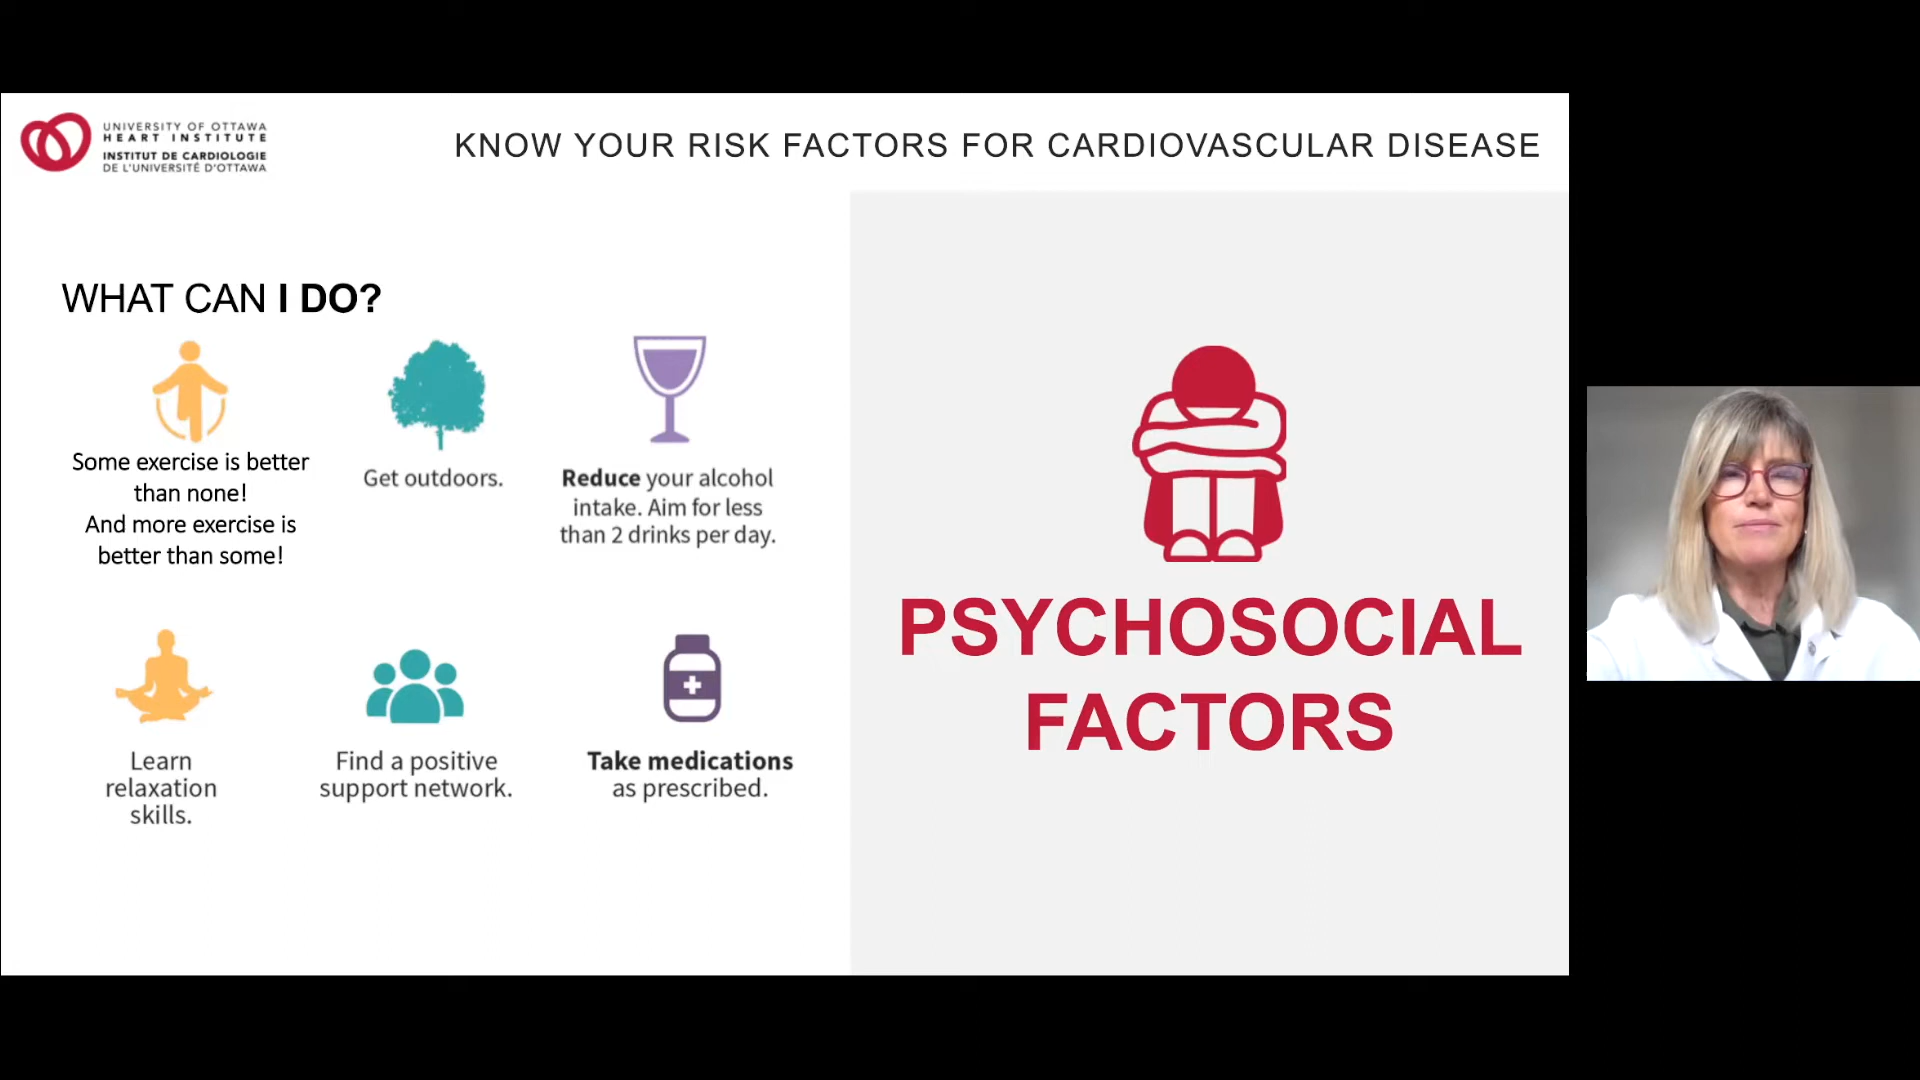 UNIVERSITY OF OTTAWA
HEART INSTITUTE
INSTITUT DE CARDIOLOGIE
DE L'UNIVERSITÉ D'OTTAWA
KNOW YOUR RISK FACTORS FOR CARDIOVASCULAR DISEASE
WHAT CAN I DO?
Some exercise is better
than none!
And more exercise is
better than some!
Get outdoors.
Reduce your alcohol
intake. Aim for less
than 2 drinks per day.
Learn
relaxation
skills.
Find a positive
support network.
Take medications
as prescribed.
PSYCHOSOCIAL
FACTORS